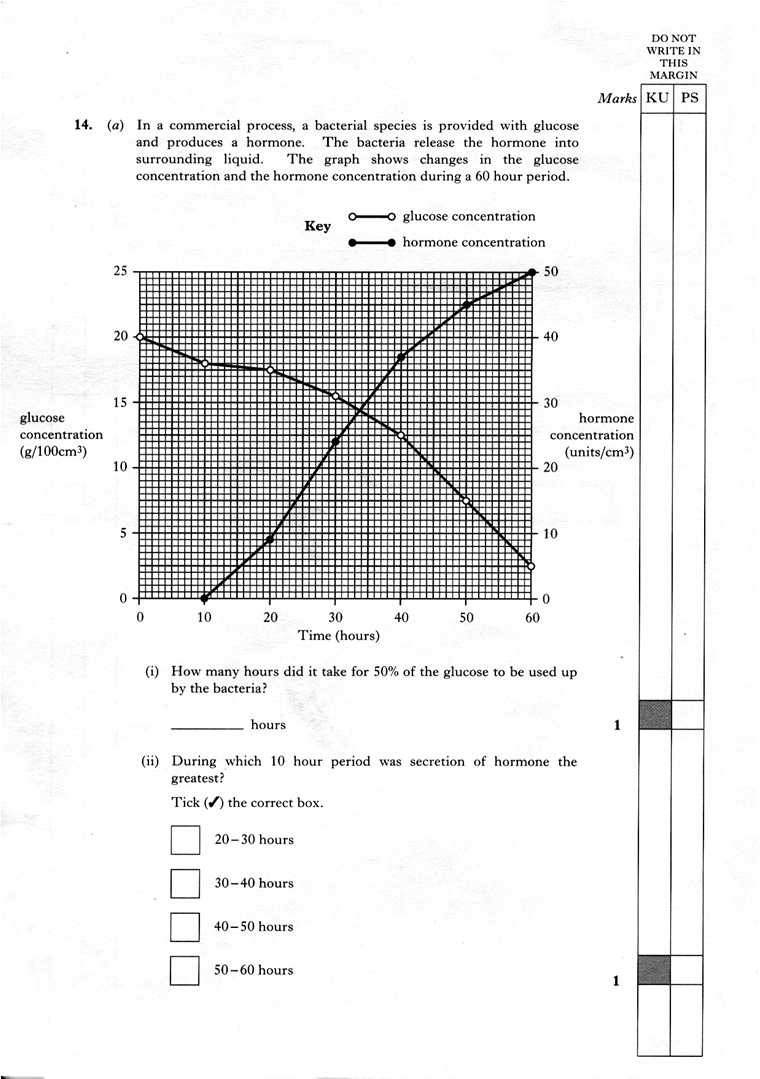 DO NOT
WRITE IN
THIS
MARGIN
Marks KU PS
14. (a) In a commercial process, a bacterial species is provided with glucose
and produces a hormone. The bacteria release the hormone into
surrounding liquid. The graph shows changes in the glucose
concentration and the hormone concentration during a 60 hour period.
Key
glucose concentration
hormone concentration
25
20
15
10
5
0
glucose
concentration
(g/100cm³)
50
40
30
20
10
0
hormone
concentration
(units/cm³)
0 10 20 30 40 50 60
Time (hours)
(i) How many hours did it take for 50% of the glucose to be used up
by the bacteria?
__________ hours
1
(ii) During which 10 hour period was secretion of hormone the
greatest?
Tick (✓) the correct box.
20–30 hours
30–40 hours
40–50 hours
50–60 hours
1